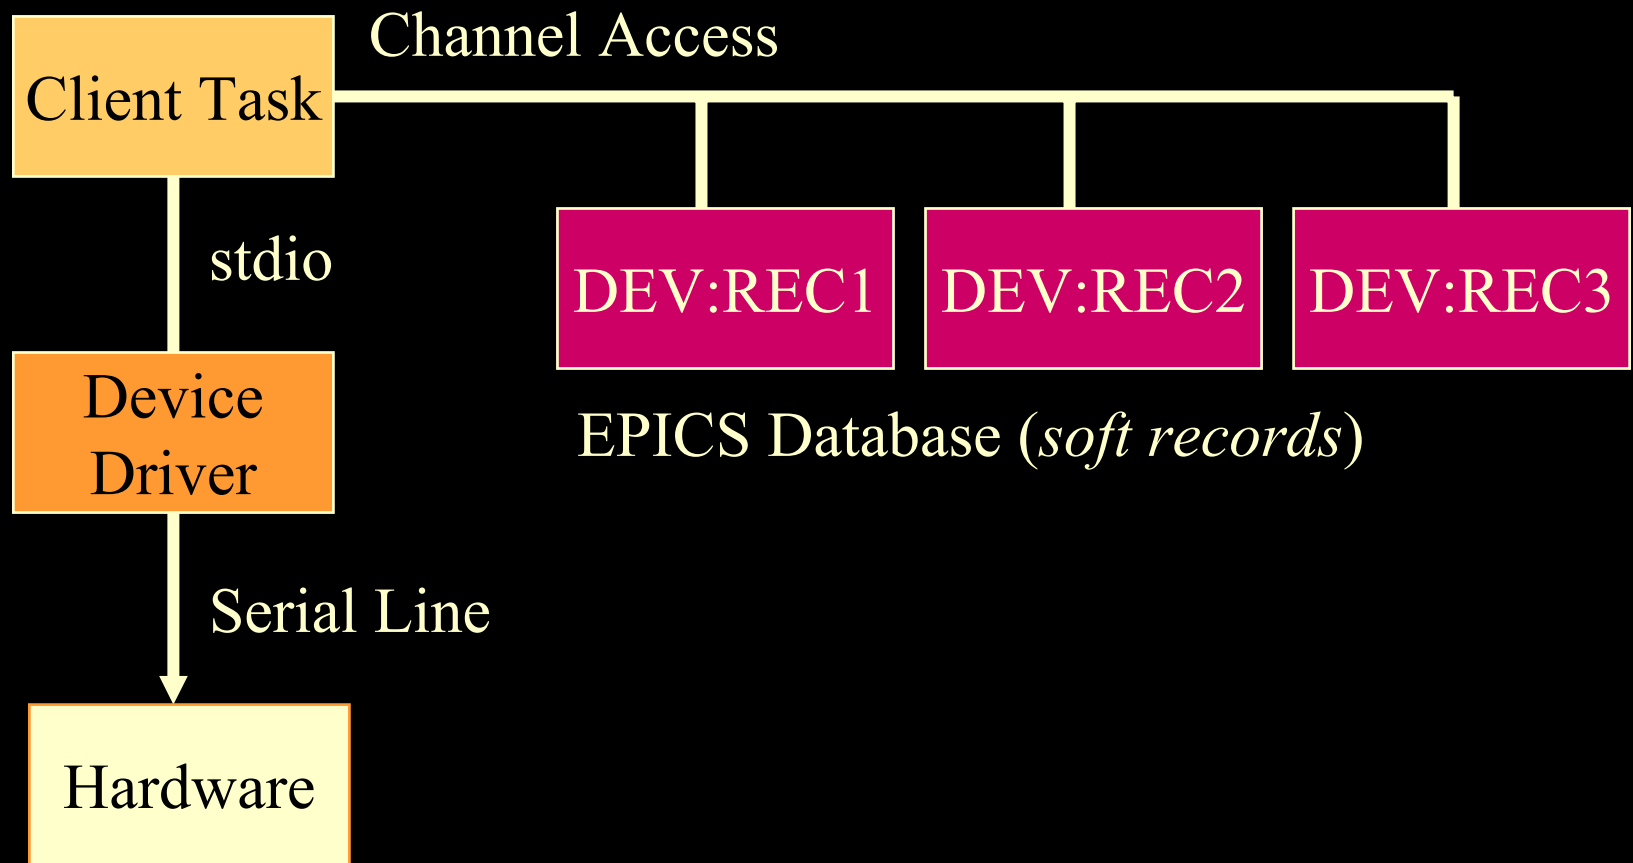 Channel Access
Client Task
stdio
DEV:REC1
DEV:REC2
DEV:REC3
Device
Driver
EPICS Database (soft records)
Serial Line
Hardware